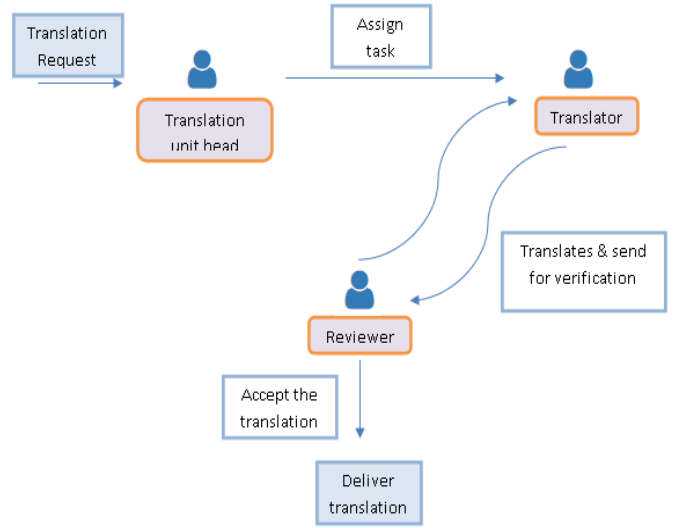 Translation
Request
Assign
task
Translation
unit head
Translator
Translates & send
for verification
Reviewer
Accept the
translation
Deliver
translation